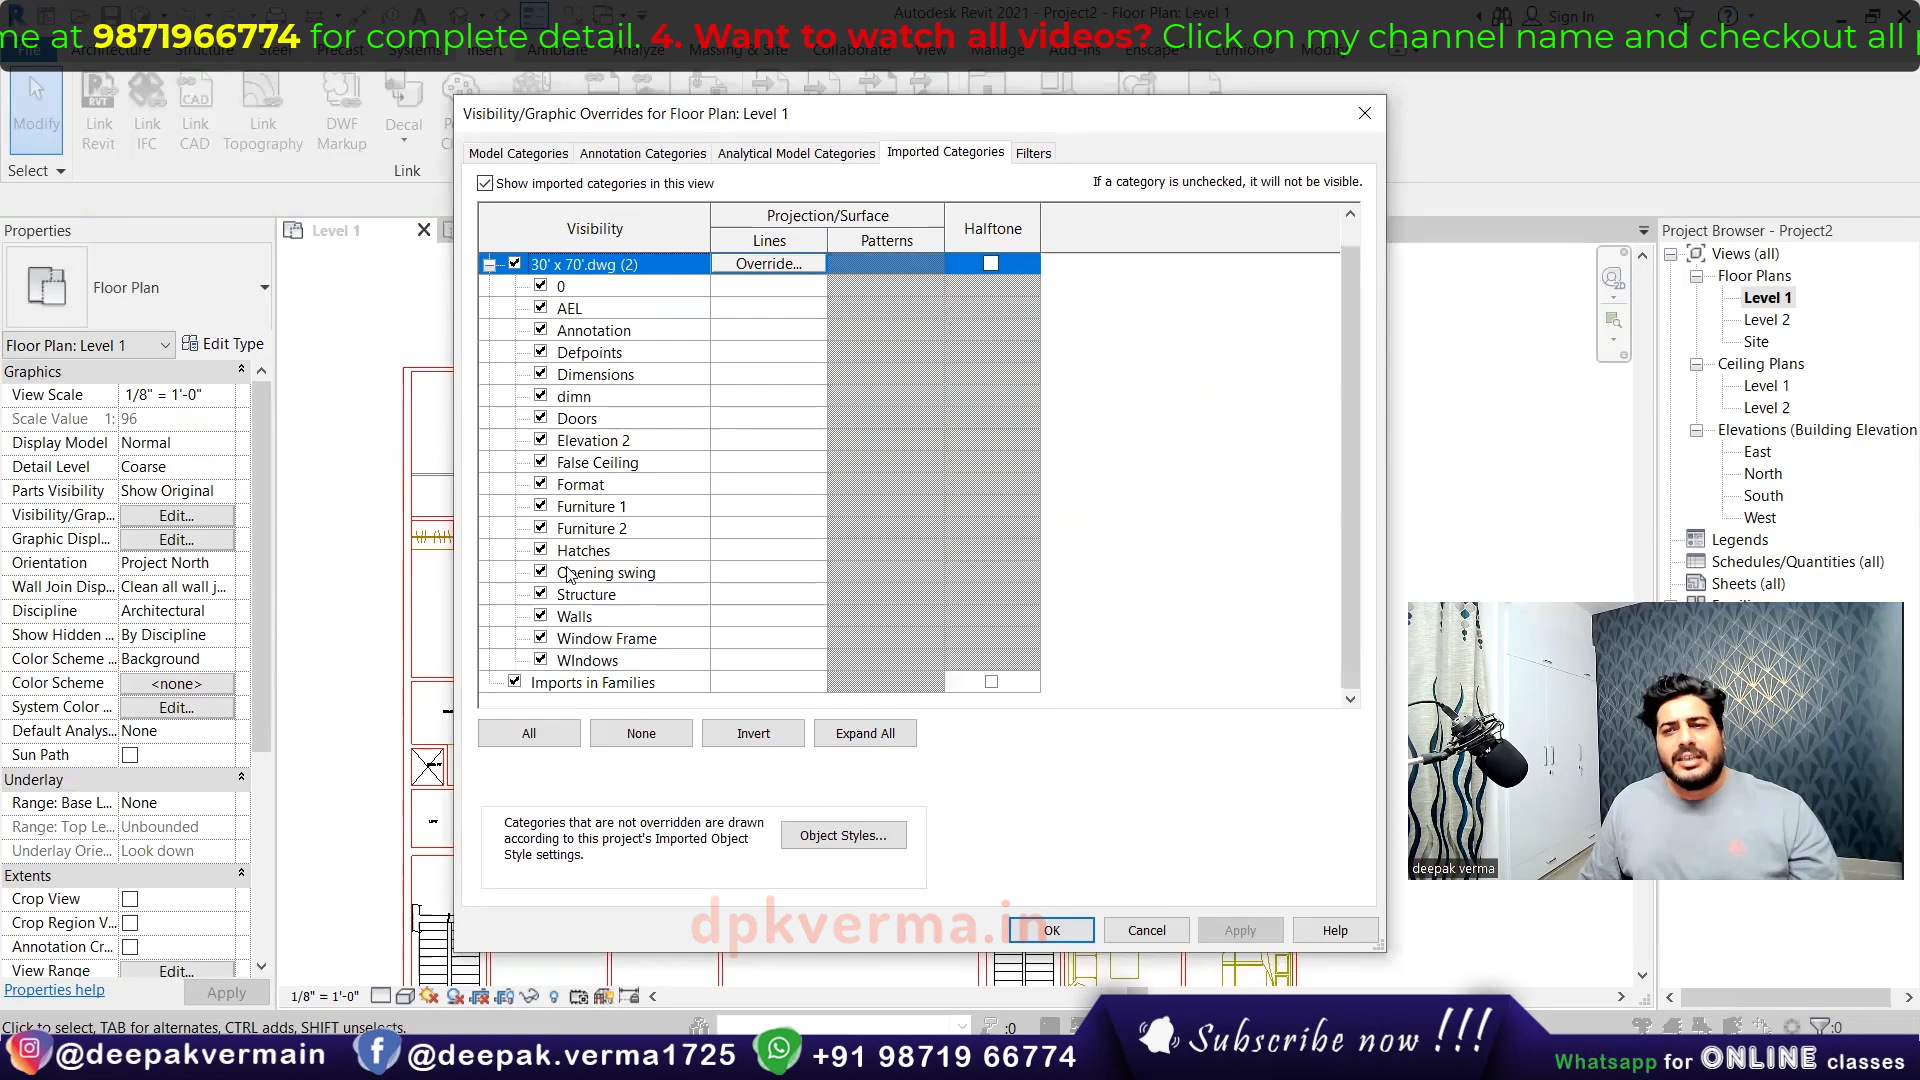 Autodesk Revit 2021 - Project2 - Floor Plan: Level 1
Sign In
me at 9871966774 for complete detail. 4. Want to watch all videos? Click on my channel name and checkout all
Modify
Link Revit
Link IFC
Link CAD
Link Topography
DWF Markup
Decal
Select
Link
Properties
Floor Plan
Floor Plan: Level 1
Edit Type
Graphics
View Scale 1/8" = 1'-0"
Scale Value 1: 96
Display Model Normal
Detail Level Coarse
Parts Visibility Show Original
Visibility/Grap... Edit...
Graphic Displ... Edit...
Orientation Project North
Wall Join Disp... Clean all wall j...
Discipline Architectural
Show Hidden ... By Discipline
Color Scheme ... Background
Color Scheme <none>
System Color ... Edit...
Default Analys... None
Sun Path
Underlay
Range: Base L... None
Range: Top Le... Unbounded
Underlay Orie... Look down
Extents
Crop View
Crop Region V...
Annotation Cr...
View Range Edit...
Properties help
Apply
Level 1
Visibility/Graphic Overrides for Floor Plan: Level 1
Model Categories
Annotation Categories
Analytical Model Categories
Imported Categories
Filters
Show imported categories in this view
If a category is unchecked, it will not be visible.
Visibility
Projection/Surface
Halftone
Lines
Patterns
30' x 70'.dwg (2)
Override...
0
AEL
Annotation
Defpoints
Dimensions
dimn
Doors
Elevation 2
False Ceiling
Format
Furniture 1
Furniture 2
Hatches
Opening swing
Structure
Walls
Window Frame
WIndows
Imports in Families
All
None
Invert
Expand All
Categories that are not overridden are drawn
according to this project's Imported Object
Style settings.
Object Styles...
OK
Cancel
Apply
Help
dpkverma.in
Project Browser - Project2
Views (all)
Floor Plans
Level 1
Level 2
Site
Ceiling Plans
Level 1
Level 2
Elevations (Building Elevation
East
North
South
West
Legends
Schedules/Quantities (all)
Sheets (all)
deepak verma
1/8" = 1'-0"
Click to select, TAB for alternates, CTRL adds, SHIFT unselects.
:0
:0
@deepakvermain
@deepak.verma1725
+91 98719 66774
Subscribe now !!!
Whatsapp for ONLINE classes